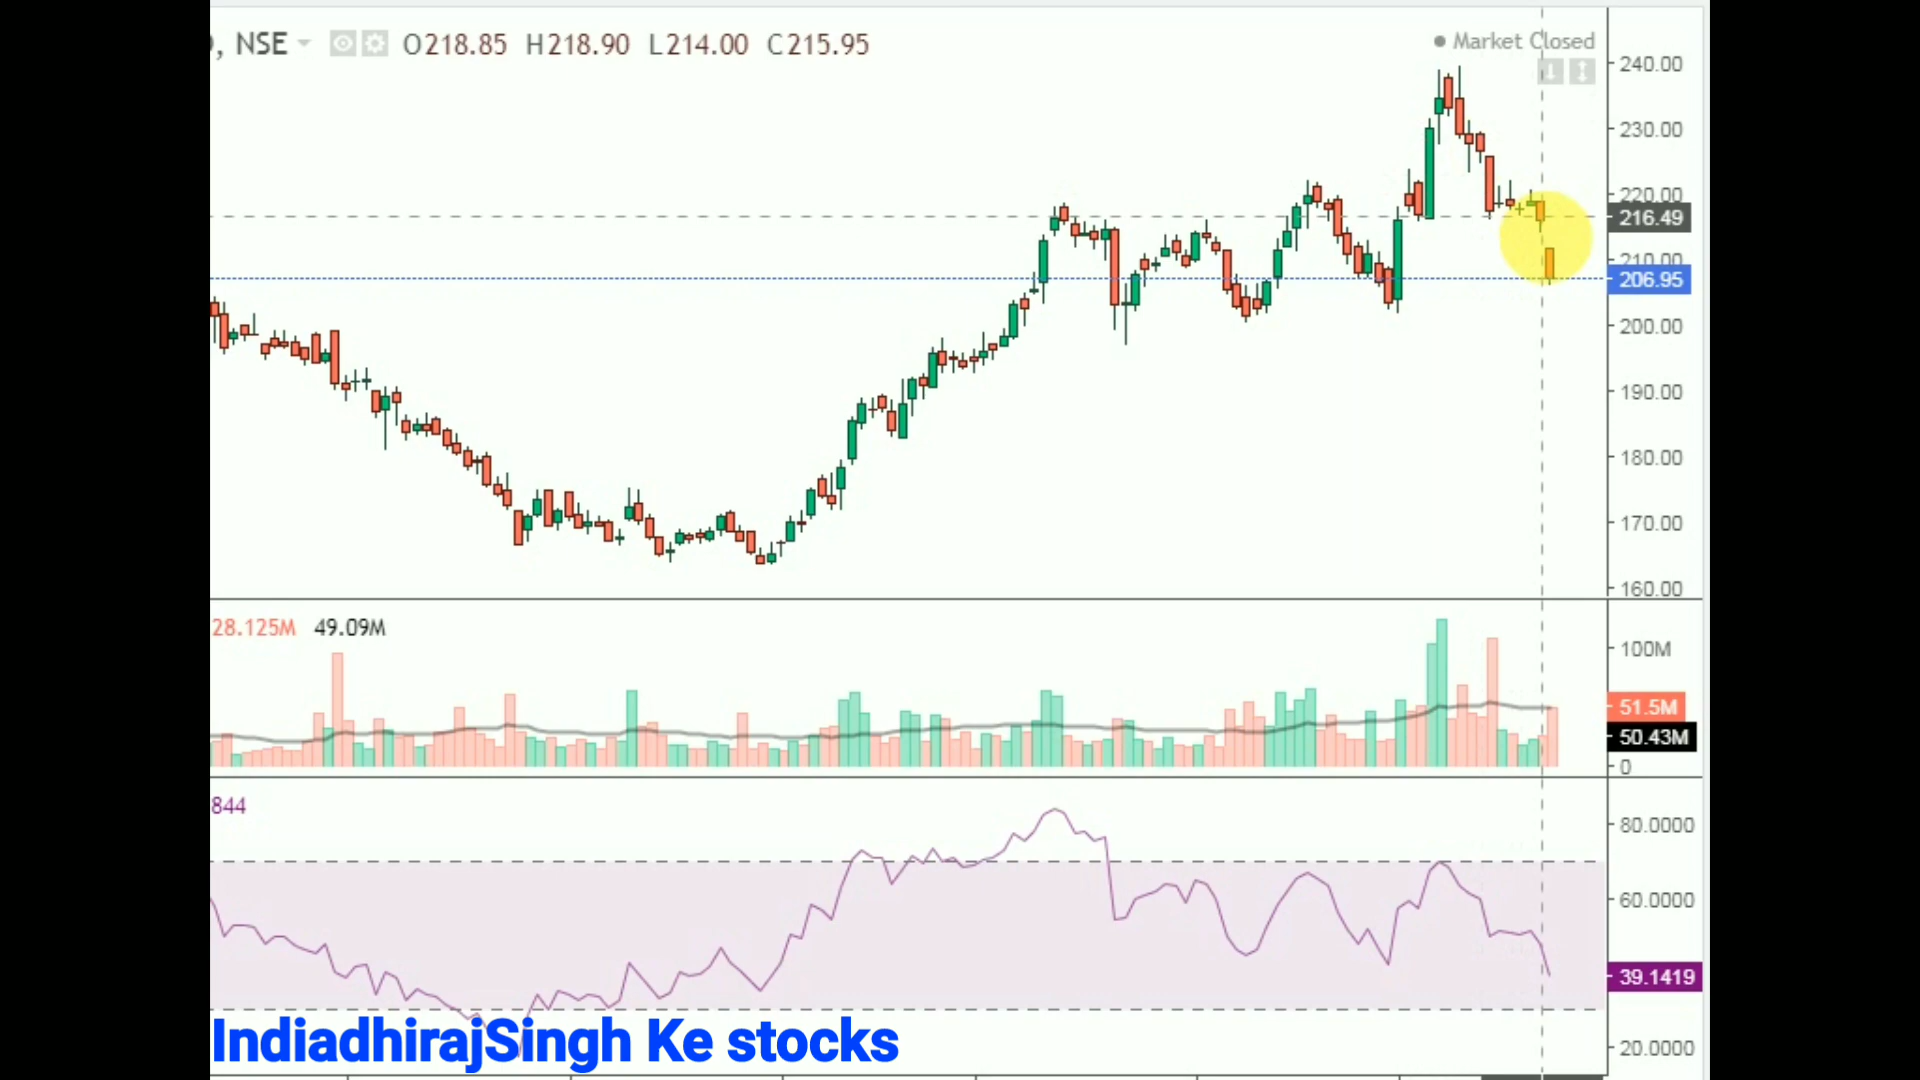 , NSE O218.85 H218.90 L214.00 C215.95
Market Closed
240.00
230.00
220.00
216.49
210.00
206.95
200.00
190.00
180.00
170.00
160.00
28.125M 49.09M
100M
51.5M
50.43M
0
844
80.0000
60.0000
39.1419
20.0000
IndiadhirajSingh Ke stocks